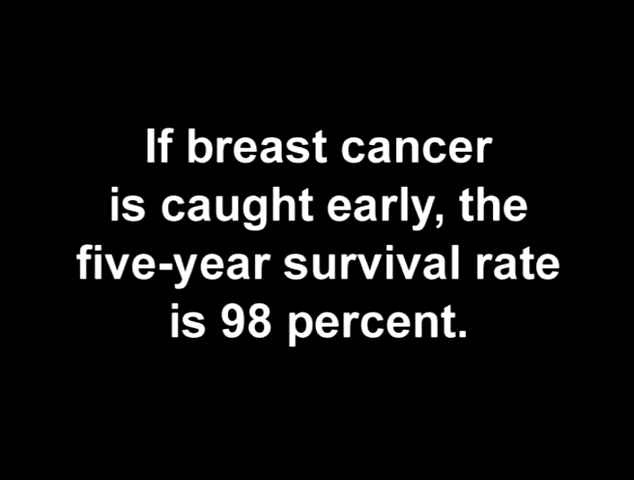 If breast cancer
is caught early, the
five-year survival rate
is 98 percent.